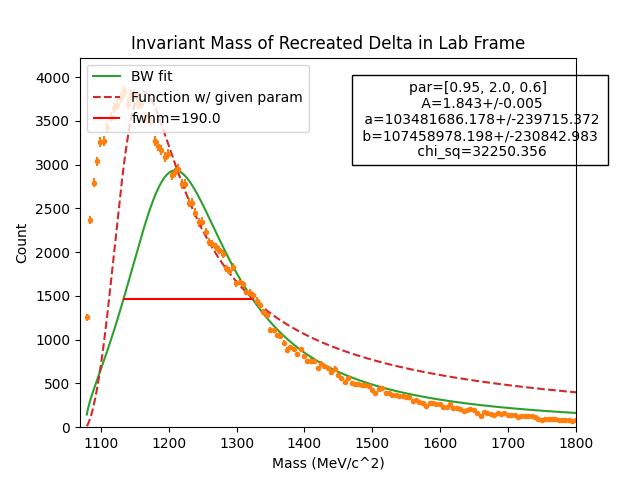 Invariant Mass of Recreated Delta in Lab Frame
BW fit
Function w/ given param
fwhm=190.0
par=[0.95, 2.0, 0.6]
A=1.843+/-0.005
a=103481686.178+/-239715.372
b=107458978.198+/-230842.983
chi_sq=32250.356
Count
4000
3500
3000
2500
2000
1500
1000
500
0
1100 1200 1300 1400 1500 1600 1700 1800
Mass (MeV/c^2)